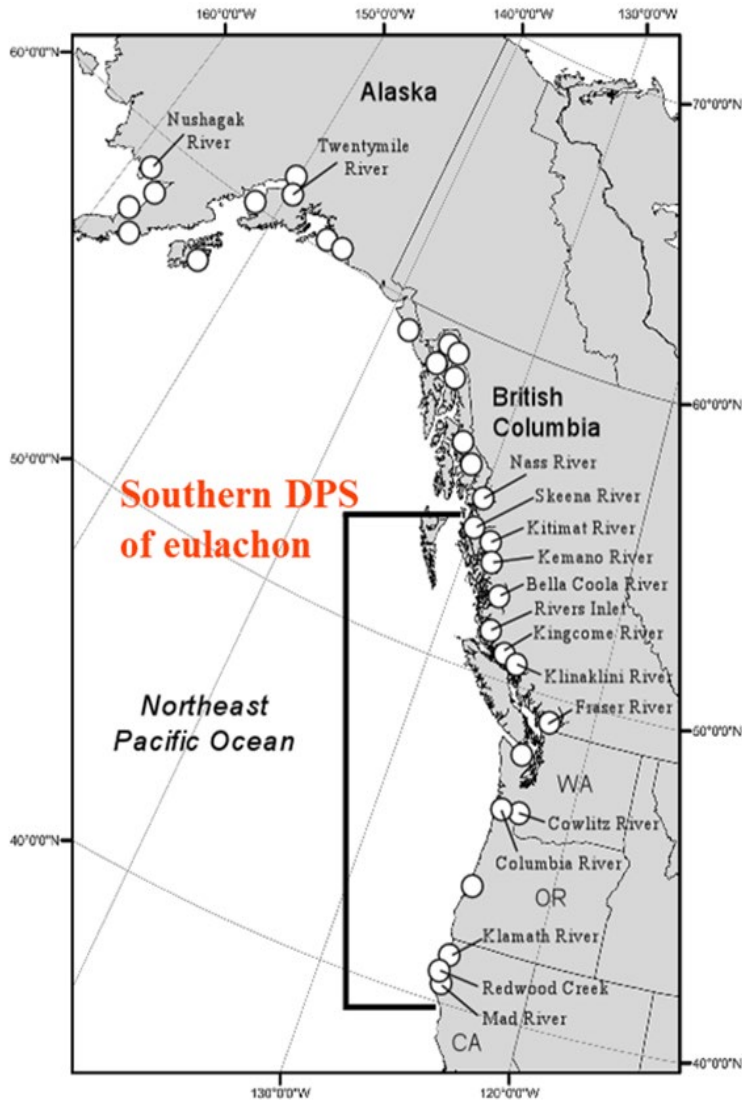 160°0'0"W
150°0'0"W
140°0'0"W
130°0'0"W
60°0'0"N
70°0'0"N
Alaska
Nushagak
River
Twentymile
River
British
Columbia
60°0'0"N
50°0'0"N
Nass River
Southern DPS
of eulachon
Skeena River
Kitimat River
Kemano River
Bella Coola River
Rivers Inlet
Kingcome River
Klinaklini River
Northeast
Pacific Ocean
Fraser River
50°0'0"N
WA
Cowlitz River
40°0'0"N
Columbia River
OR
Klamath River
Redwood Creek
Mad River
CA
40°0'0"N
130°0'0"W
120°0'0"W